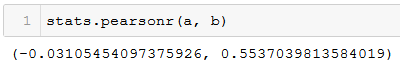 1 stats.pearsonr(a, b)
(-0.03105454097375926, 0.5537039813584019)